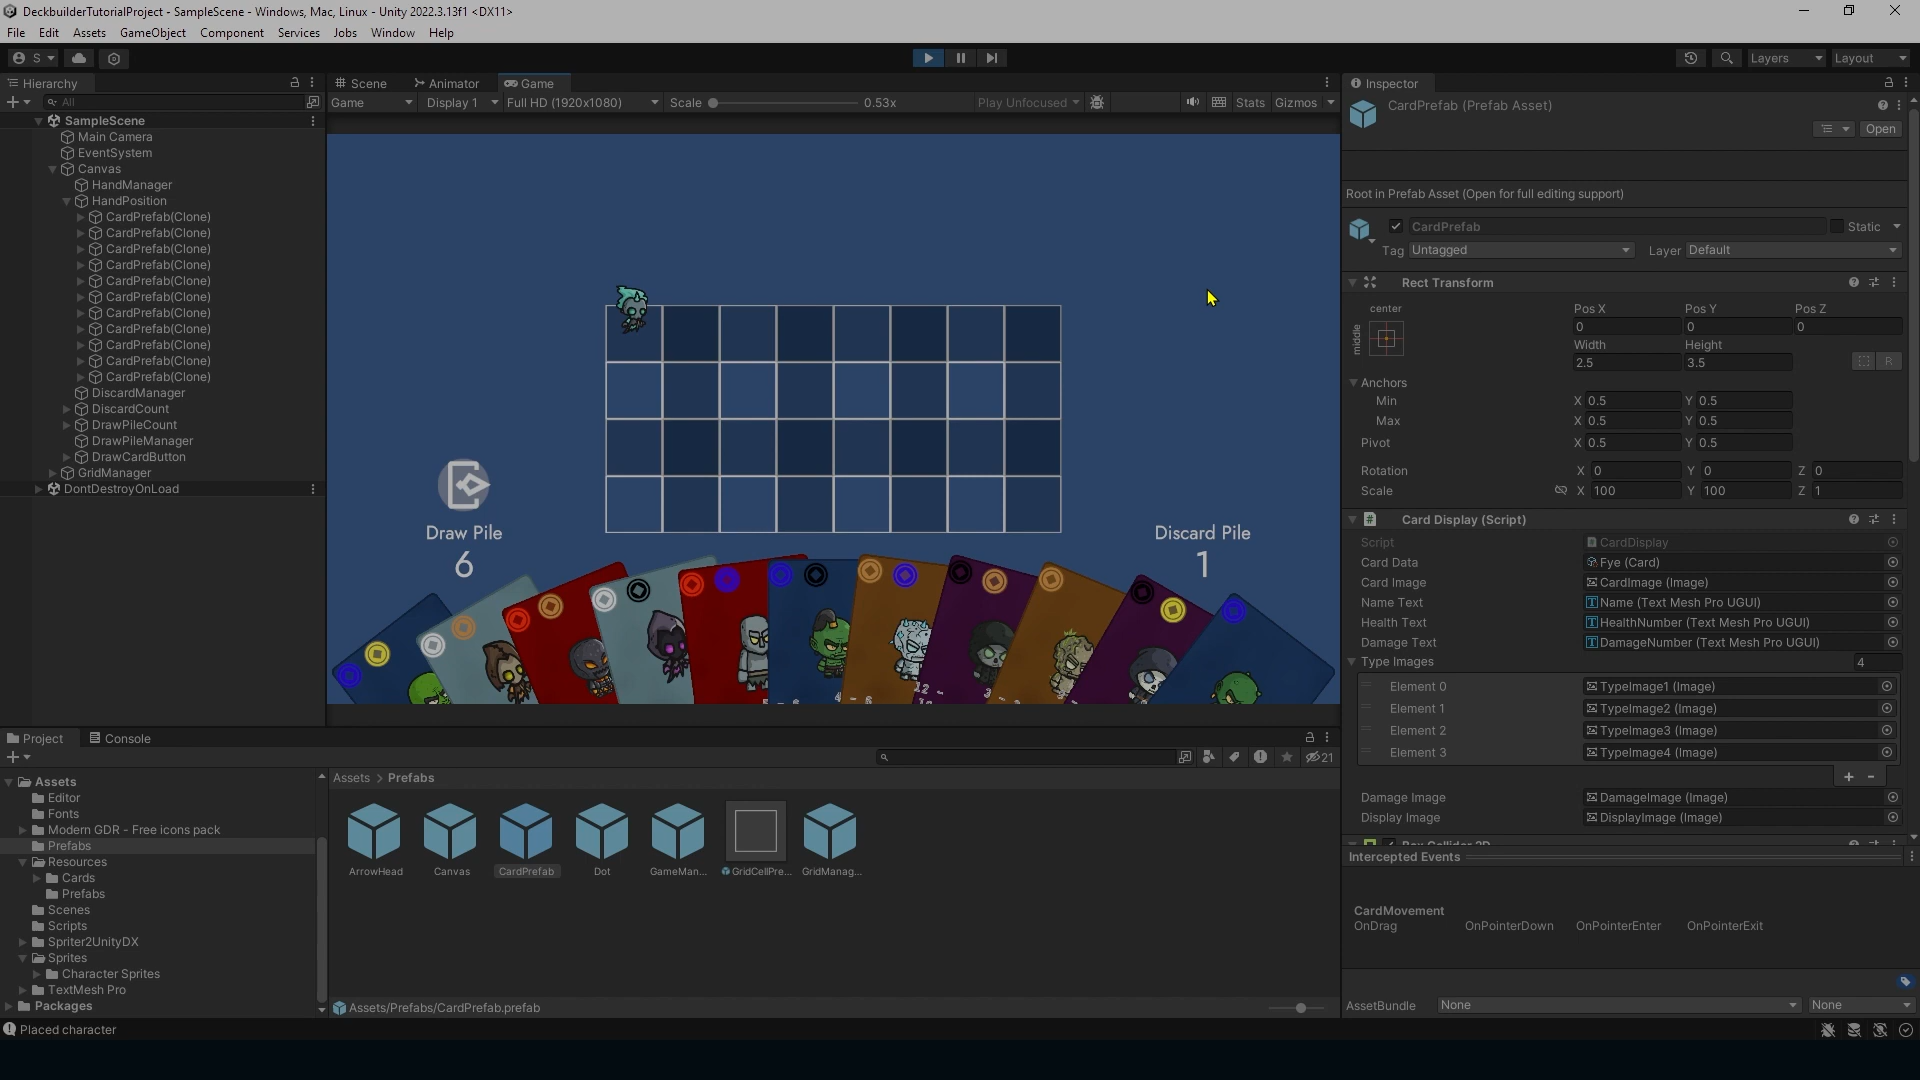 DeckbuilderTutorialProject - SampleScene - Windows, Mac, Linux - Unity 2022.3.13f1 <DX11>
File Edit Assets GameObject Component Services Jobs Window Help
S Layers Layout
Hierarchy
All
SampleScene
Main Camera
EventSystem
Canvas
HandManager
HandPosition
CardPrefab(Clone)
CardPrefab(Clone)
CardPrefab(Clone)
CardPrefab(Clone)
CardPrefab(Clone)
CardPrefab(Clone)
CardPrefab(Clone)
CardPrefab(Clone)
CardPrefab(Clone)
CardPrefab(Clone)
CardPrefab(Clone)
DiscardManager
DiscardCount
DrawPileCount
DrawPileManager
DrawCardButton
GridManager
DontDestroyOnLoad
Scene Animator Game
Game Display 1 Full HD (1920x1080) Scale 0.53x Play Unfocused Stats Gizmos
Draw Pile
6
Discard Pile
1
Inspector
CardPrefab (Prefab Asset)
Open
Root in Prefab Asset (Open for full editing support)
CardPrefab Static
Tag Untagged Layer Default
Rect Transform
center
middle
Pos X Pos Y Pos Z
0 0 0
Width Height
2.5 3.5
R
Anchors
Min X 0.5 Y 0.5
Max X 0.5 Y 0.5
Pivot X 0.5 Y 0.5
Rotation X 0 Y 0 Z 0
Scale X 100 Y 100 Z 1
Card Display (Script)
Script CardDisplay
Card Data Fye (Card)
Card Image CardImage (Image)
Name Text Name (Text Mesh Pro UGUI)
Health Text HealthNumber (Text Mesh Pro UGUI)
Damage Text DamageNumber (Text Mesh Pro UGUI)
Type Images 4
Element 0 TypeImage1 (Image)
Element 1 TypeImage2 (Image)
Element 2 TypeImage3 (Image)
Element 3 TypeImage4 (Image)
Damage Image DamageImage (Image)
Display Image DisplayImage (Image)
Box Collider 2D
Intercepted Events
CardMovement
OnDrag OnPointerDown OnPointerEnter OnPointerExit
AssetBundle None None
Project Console
21
Assets
Editor
Fonts
Modern GDR - Free icons pack
Prefabs
Resources
Cards
Prefabs
Scenes
Scripts
Spriter2UnityDX
Sprites
Character Sprites
TextMesh Pro
Packages
Assets > Prefabs
ArrowHead Canvas CardPrefab Dot GameMan... GridCellPre... GridManag...
Assets/Prefabs/CardPrefab.prefab
Placed character